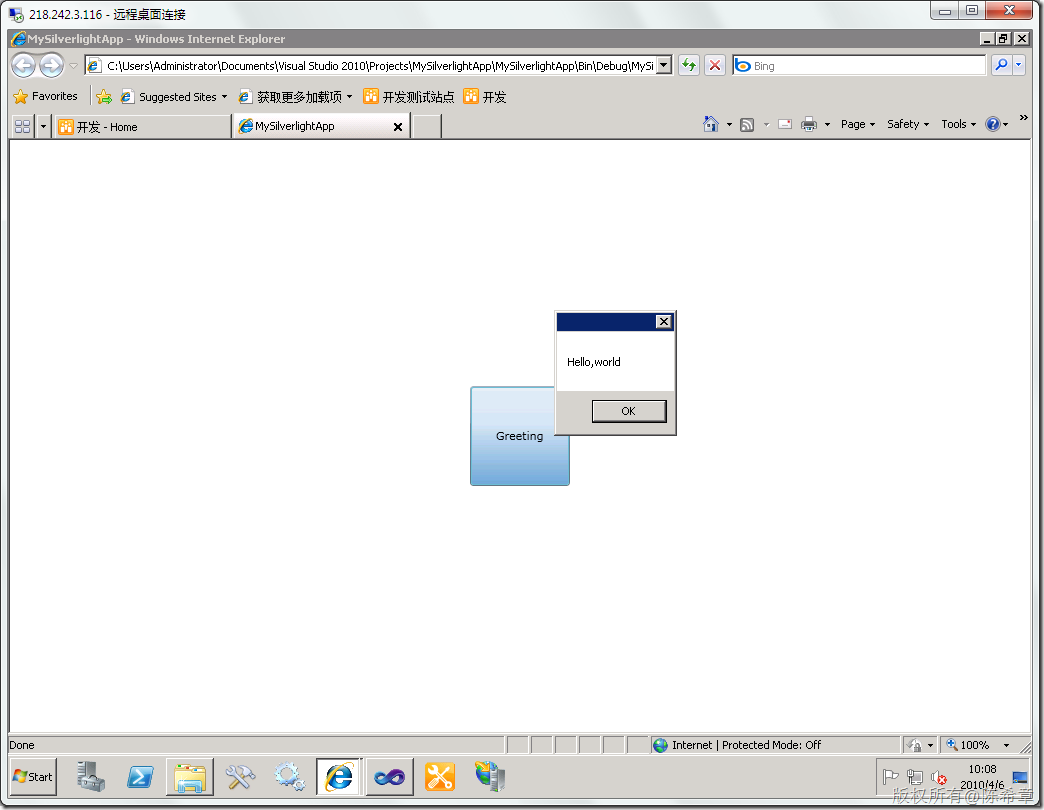 218.242.3.116 - 远程桌面连接
MySilverlightApp - Windows Internet Explorer
C:\Users\Administrator\Documents\Visual Studio 2010\Projects\MySilverlightApp\MySilverlightApp\Bin\Debug\MySi
Bing
Favorites Suggested Sites 获取更多加载项 开发测试站点 开发
开发 - Home MySilverlightApp Page Safety Tools
Hello,world
OK
Greeting
Done Internet | Protected Mode: Off 100%
Start 10:08
2010/4/6
版权所有@陈希章